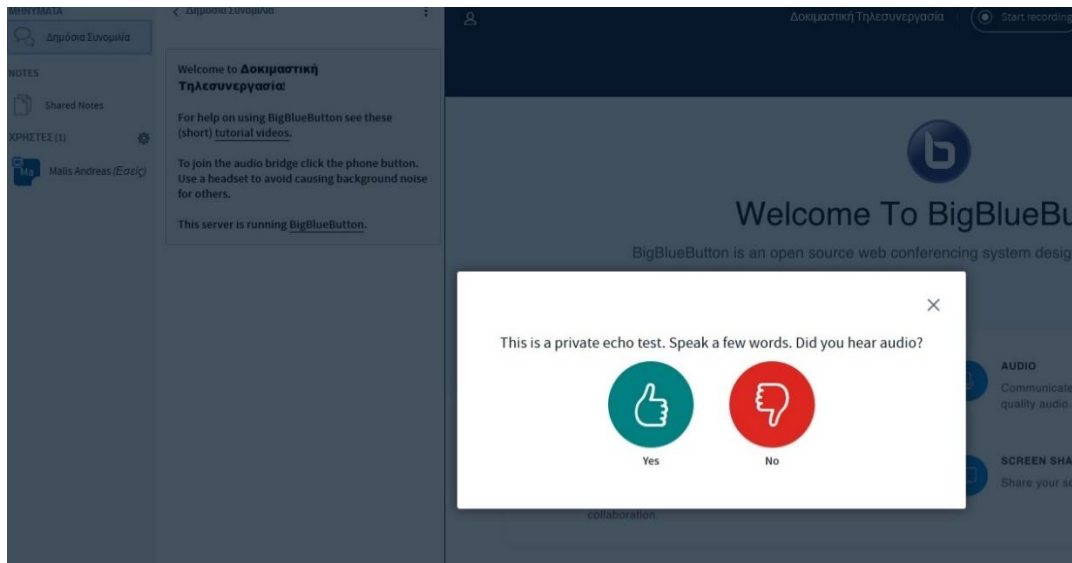 ΜΗΝΥΜΑΤΑ
Δημόσια Συνομιλία
NOTES
Shared Notes
ΧΡΗΣΤΕΣ (1)
Ma
Malis Andreas (Εσείς)
Δημόσια Συνομιλία
Welcome to Δοκιμαστική
Τηλεσυνεργασία!
For help on using BigBlueButton see these
(short) tutorial videos.
To join the audio bridge click the phone button.
Use a headset to avoid causing background noise
for others.
This server is running BigBlueButton.
Δοκιμαστική Τηλεσυνεργασία
Start recording
b
Welcome To BigBlueBu
BigBlueButton is an open source web conferencing system desig
This is a private echo test. Speak a few words. Did you hear audio?
Yes
No
AUDIO
Communicate
quality audio.
SCREEN SHA
Share your sc
collaboration.